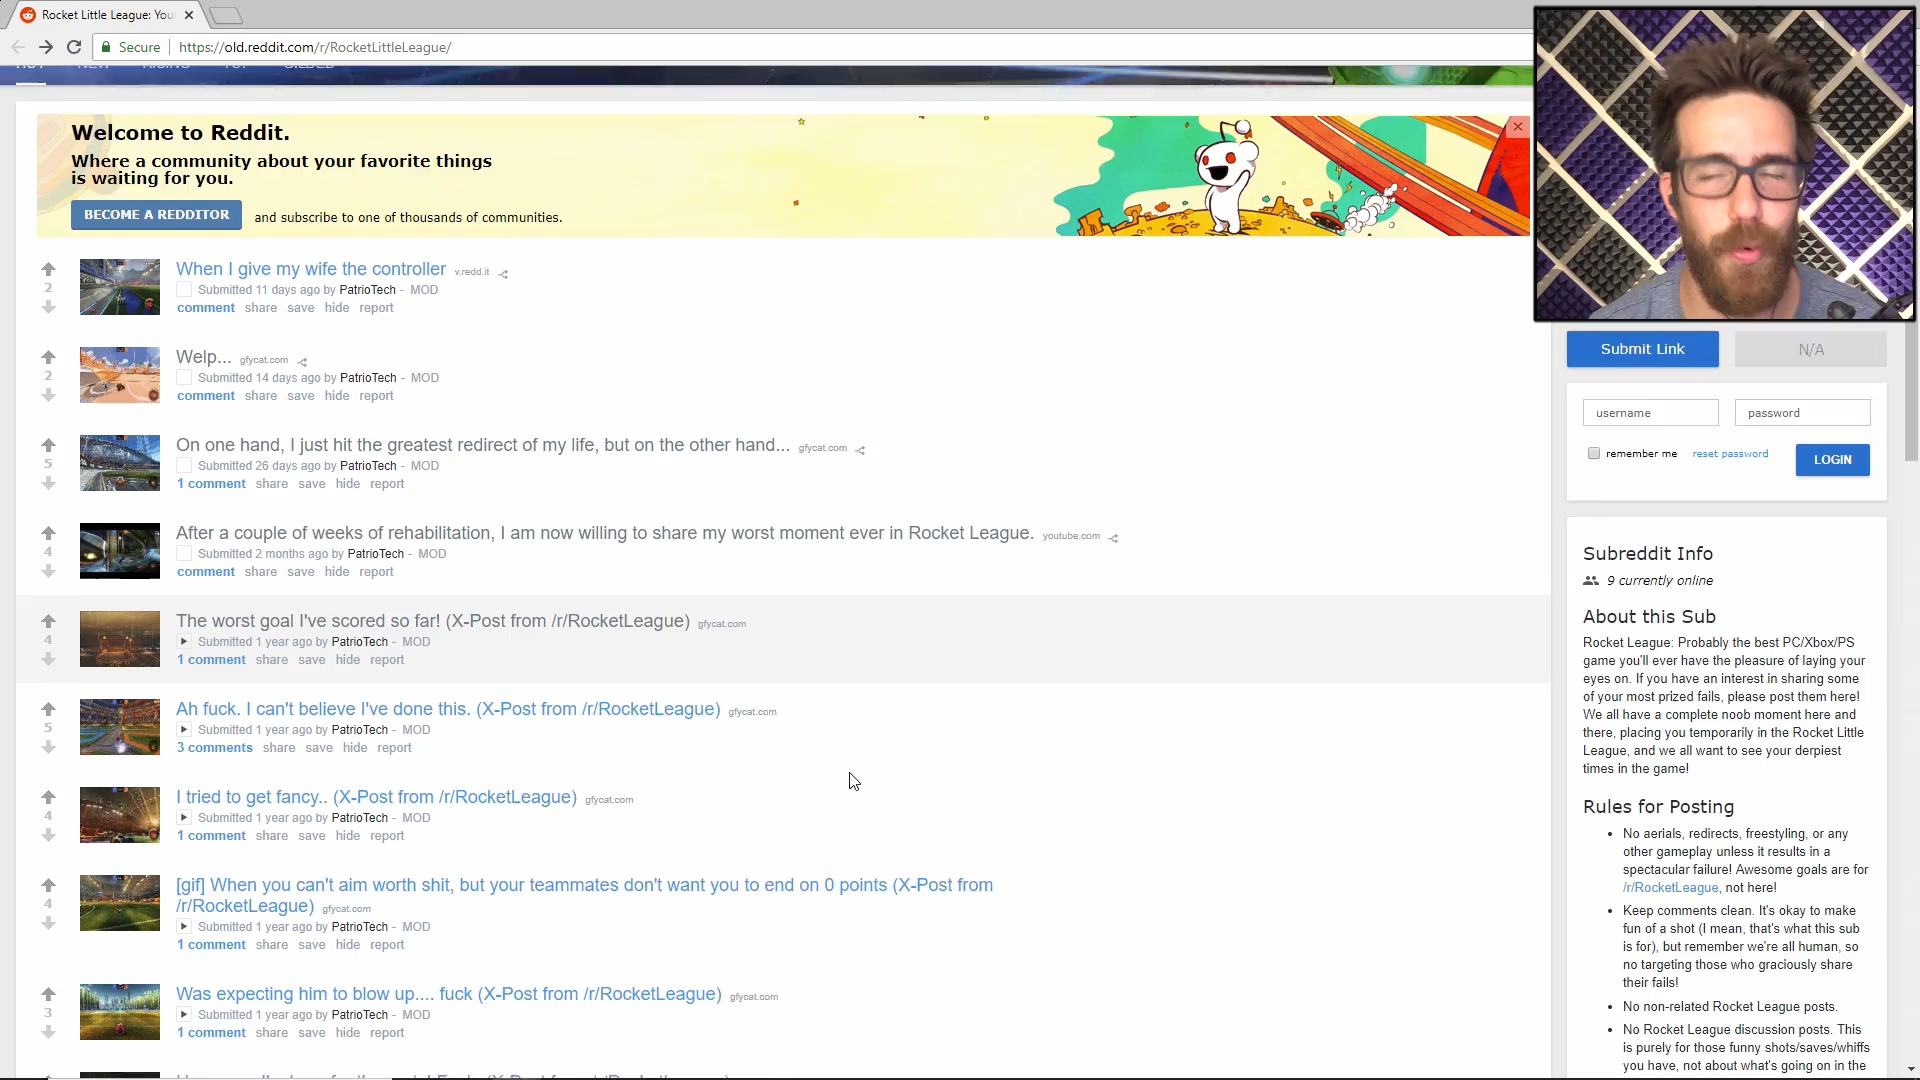 Rocket Little League: You
Secure
https://old.reddit.com/r/RocketLittleLeague/
HOT NEW RISING TOP GILDED
Welcome to Reddit.
Where a community about your favorite things
is waiting for you.
BECOME A REDDITOR and subscribe to one of thousands of communities.
2
When I give my wife the controller v.redd.it
Submitted 11 days ago by PatrioTech - MOD
comment share save hide report
2
Welp... gfycat.com
Submitted 14 days ago by PatrioTech - MOD
comment share save hide report
5
On one hand, I just hit the greatest redirect of my life, but on the other hand... gfycat.com
Submitted 26 days ago by PatrioTech - MOD
1 comment share save hide report
4
After a couple of weeks of rehabilitation, I am now willing to share my worst moment ever in Rocket League. youtube.com
Submitted 2 months ago by PatrioTech - MOD
comment share save hide report
4
The worst goal I've scored so far! (X-Post from /r/RocketLeague) gfycat.com
Submitted 1 year ago by PatrioTech - MOD
1 comment share save hide report
5
Ah fuck. I can't believe I've done this. (X-Post from /r/RocketLeague) gfycat.com
Submitted 1 year ago by PatrioTech - MOD
3 comments share save hide report
4
I tried to get fancy.. (X-Post from /r/RocketLeague) gfycat.com
Submitted 1 year ago by PatrioTech - MOD
1 comment share save hide report
4
[gif] When you can't aim worth shit, but your teammates don't want you to end on 0 points (X-Post from
/r/RocketLeague) gfycat.com
Submitted 1 year ago by PatrioTech - MOD
1 comment share save hide report
3
Was expecting him to blow up.... fuck (X-Post from /r/RocketLeague) gfycat.com
Submitted 1 year ago by PatrioTech - MOD
1 comment share save hide report
Submit Link
N/A
username
password
remember me
reset password
LOGIN
Subreddit Info
9 currently online
About this Sub
Rocket League: Probably the best PC/Xbox/PS
game you'll ever have the pleasure of laying your
eyes on. If you have an interest in sharing some
of your most prized fails, please post them here!
We all have a complete noob moment here and
there, placing you temporarily in the Rocket Little
League, and we all want to see your derpiest
times in the game!
Rules for Posting
• No aerials, redirects, freestyling, or any
other gameplay unless it results in a
spectacular failure! Awesome goals are for
/r/RocketLeague, not here!
• Keep comments clean. It's okay to make
fun of a shot (I mean, that's what this sub
is for), but remember we're all human, so
no targeting those who graciously share
their fails!
• No non-related Rocket League posts.
• No Rocket League discussion posts. This
is purely for those funny shots/saves/whiffs
you have, not about what's going on in the